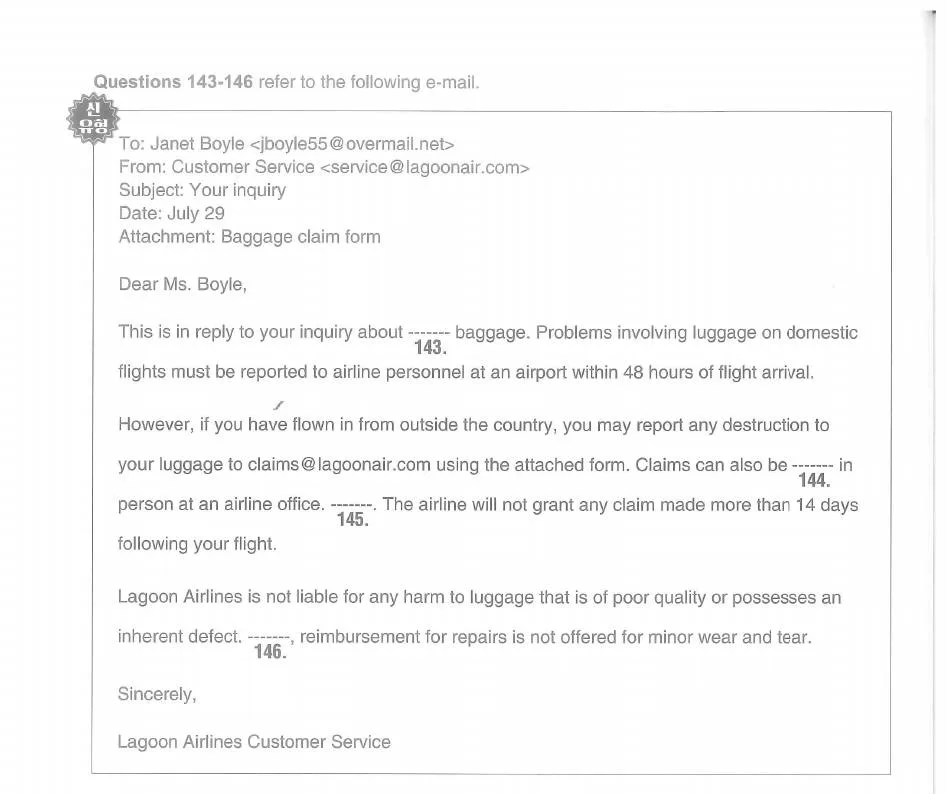 Questions 143-146 refer to the following e-mail.
신
유형
To: Janet Boyle <jboyle55@overmail.net>
From: Customer Service <service@lagoonair.com>
Subject: Your inquiry
Date: July 29
Attachment: Baggage claim form
Dear Ms. Boyle,
This is in reply to your inquiry about ------- baggage. Problems involving luggage on domestic
143.
flights must be reported to airline personnel at an airport within 48 hours of flight arrival.
However, if you have flown in from outside the country, you may report any destruction to
your luggage to claims@lagoonair.com using the attached form. Claims can also be ------- in
144.
person at an airline office. -------. The airline will not grant any claim made more than 14 days
145.
following your flight.
Lagoon Airlines is not liable for any harm to luggage that is of poor quality or possesses an
inherent defect. -------, reimbursement for repairs is not offered for minor wear and tear.
146.
Sincerely,
Lagoon Airlines Customer Service